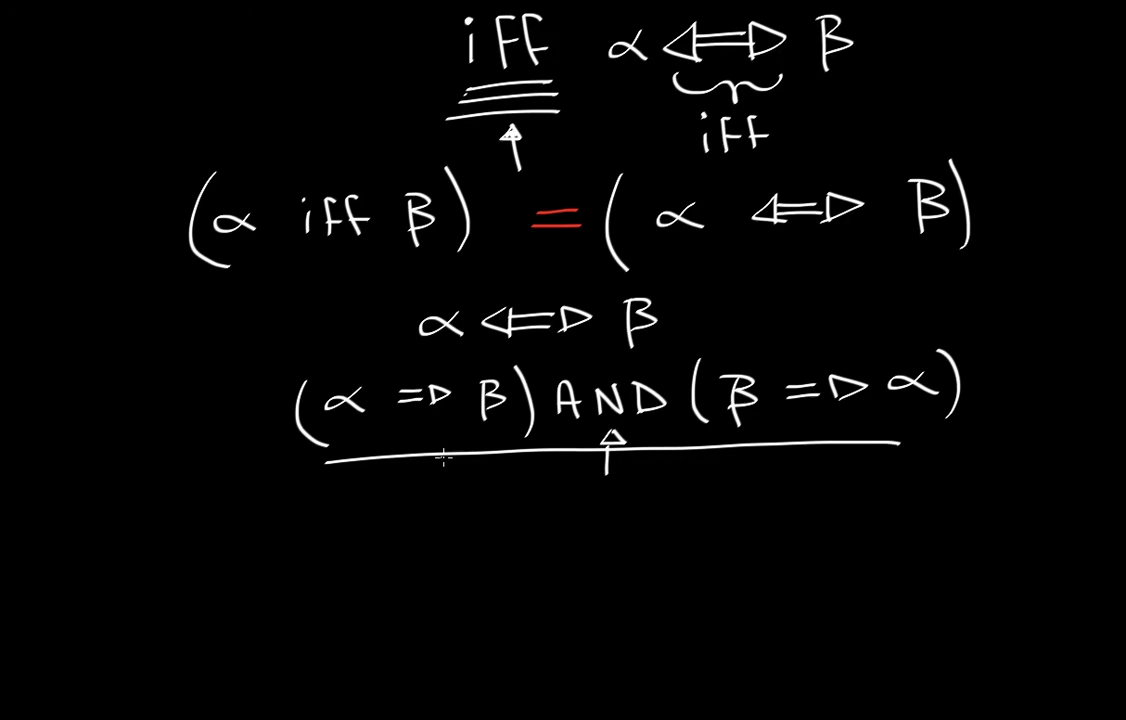 iff α ⇔ β
iff
(α iff β) = (α ⇔ β)
α ⇔ β
(α ⇒ β) AND (β ⇒ α)